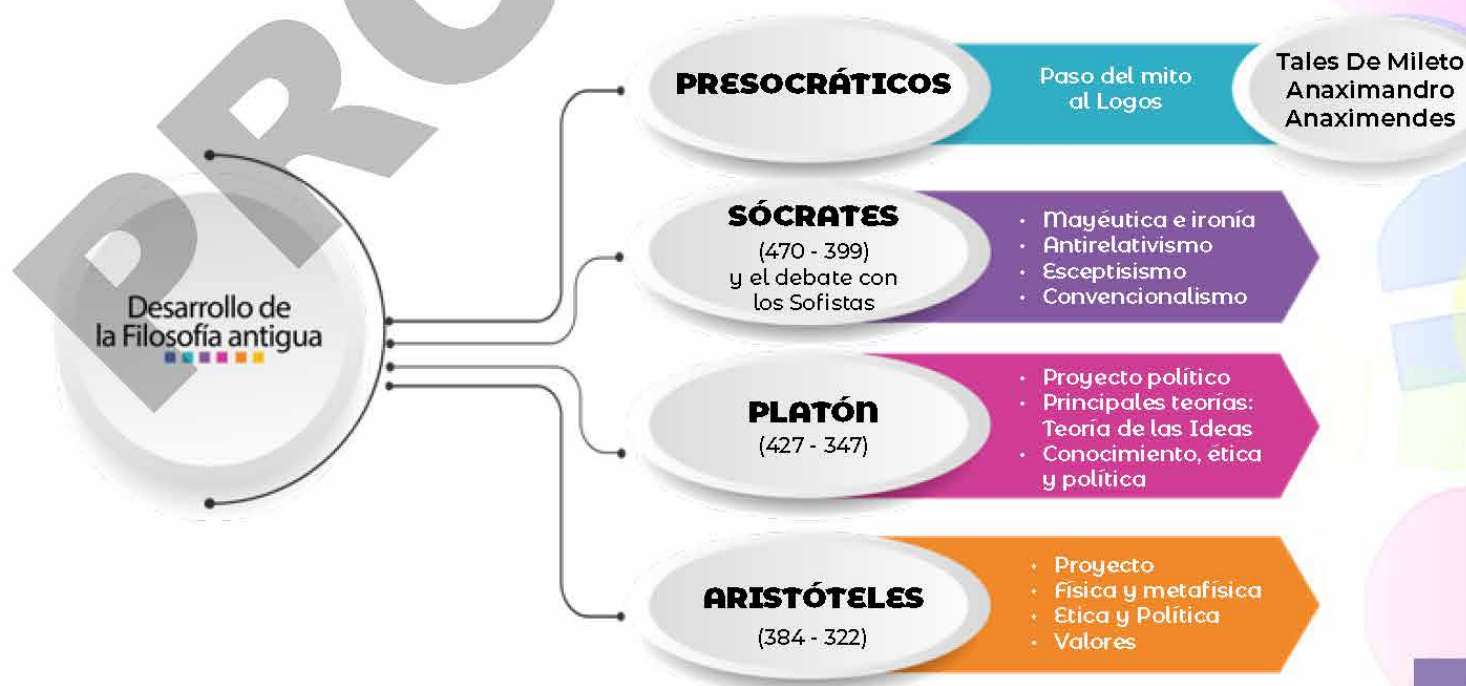 PRO
Desarrollo de
la Filosofía antigua
PRESOCRÁTICOS
Paso del mito
al Logos
Tales De Mileto
Anaximandro
Anaximendes
SÓCRATES
(470 - 399)
y el debate con
los Sofistas
· Mayéutica e ironía
· Antirelativismo
· Esceptisismo
· Convencionalismo
PLATÓN
(427 - 347)
· Proyecto político
· Principales teorías:
Teoría de las Ideas
· Conocimiento, ética
y política
ARISTÓTELES
(384 - 322)
· Proyecto
· Física y metafísica
· Etica y Política
· Valores